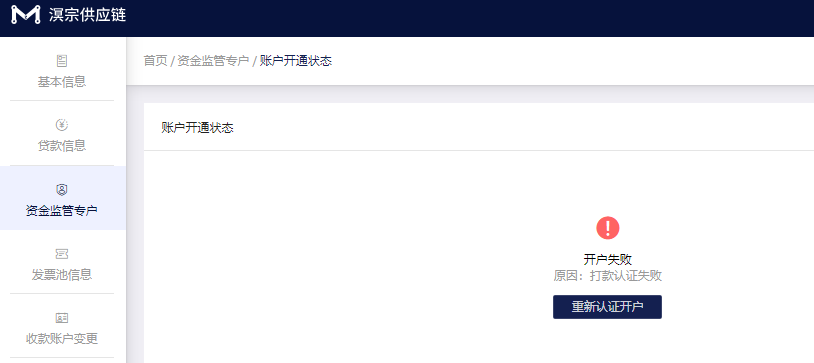 溟宗供应链
首页 / 资金监管专户 / 账户开通状态
基本信息
贷款信息
资金监管专户
发票池信息
收款账户变更
账户开通状态
开户失败
原因：打款认证失败
重新认证开户